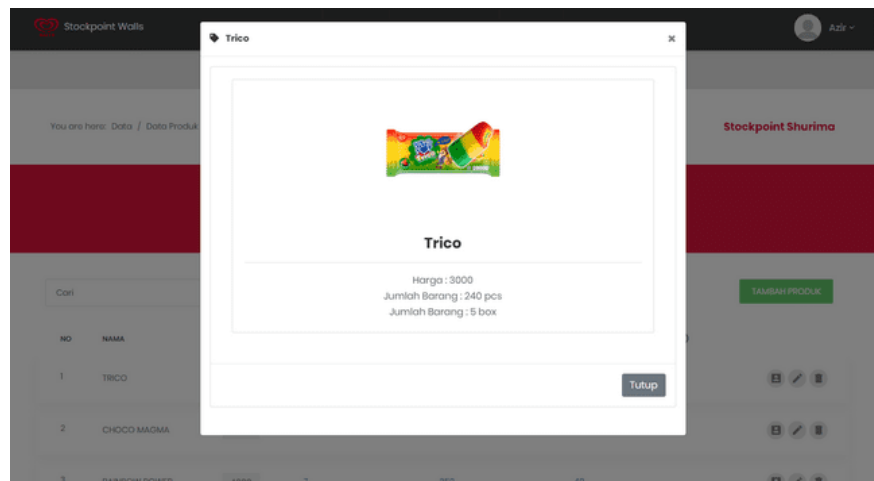 Stockpoint Walls
Azir
Trico
×
You are here: Data / Data Produk
Stockpoint Shurima
Trico
Harga : 3000
Jumlah Barang : 240 pcs
Jumlah Barang : 5 box
Cari
TAMBAH PRODUK
NO NAMA
1 TRICO
Tutup
2 CHOCO MAGMA
3